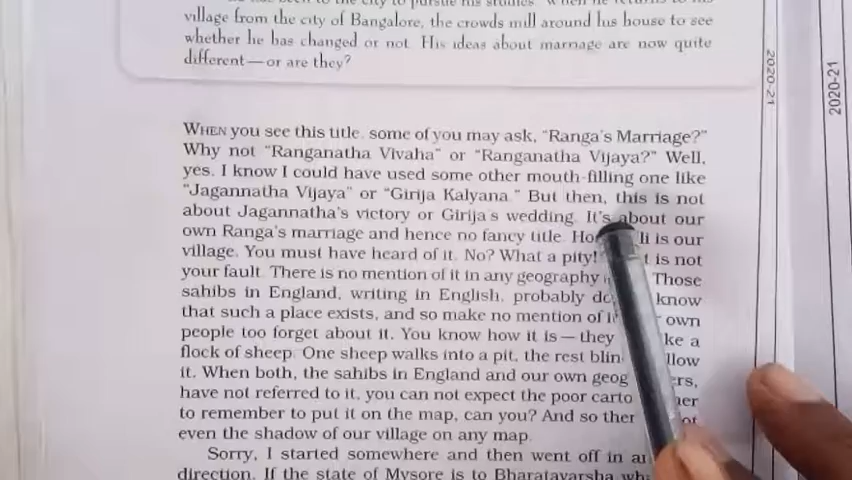 village from the city of Bangalore, the crowds mill around his house to see
whether he has changed or not. His ideas about marriage are now quite
different—or are they?
WHEN you see this title, some of you may ask, “Ranga's Marriage?”
Why not “Ranganatha Vivaha” or “Ranganatha Vijaya?” Well,
yes. I know I could have used some other mouth-filling one like
“Jagannatha Vijaya” or “Girija Kalyana.” But then, this is not
about Jagannatha's victory or Girija's wedding. It's about our
own Ranga's marriage and hence no fancy title. li is our
village. You must have heard of it. No? What a pity! is not
your fault. There is no mention of it in any geography Those
sahibs in England, writing in English, probably know
that such a place exists, and so make no mention of own
people too forget about it. You know how it is—they a
flock of sheep. One sheep walks into a pit, the rest
it. When both, the sahibs in England and our own
have not referred to it, you can not expect the poor
to remember to put it on the map, can you? And so
even the shadow of our village on any map.
Sorry, I started somewhere and then went off in
direction. If the state of Mysore is to Bharatavarsha
2020-21
2020-21